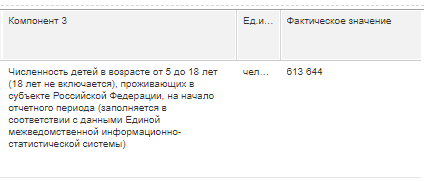 Компонент 3
Ед.и...
Фактическое значение
Численность детей в возрасте от 5 до 18 лет
(18 лет не включается), проживающих в
субъекте Российской Федерации, на начало
отчетного периода (заполняется в
соответствии с данными Единой
межведомственной информационно-
статистической системы)
чел...
613 644